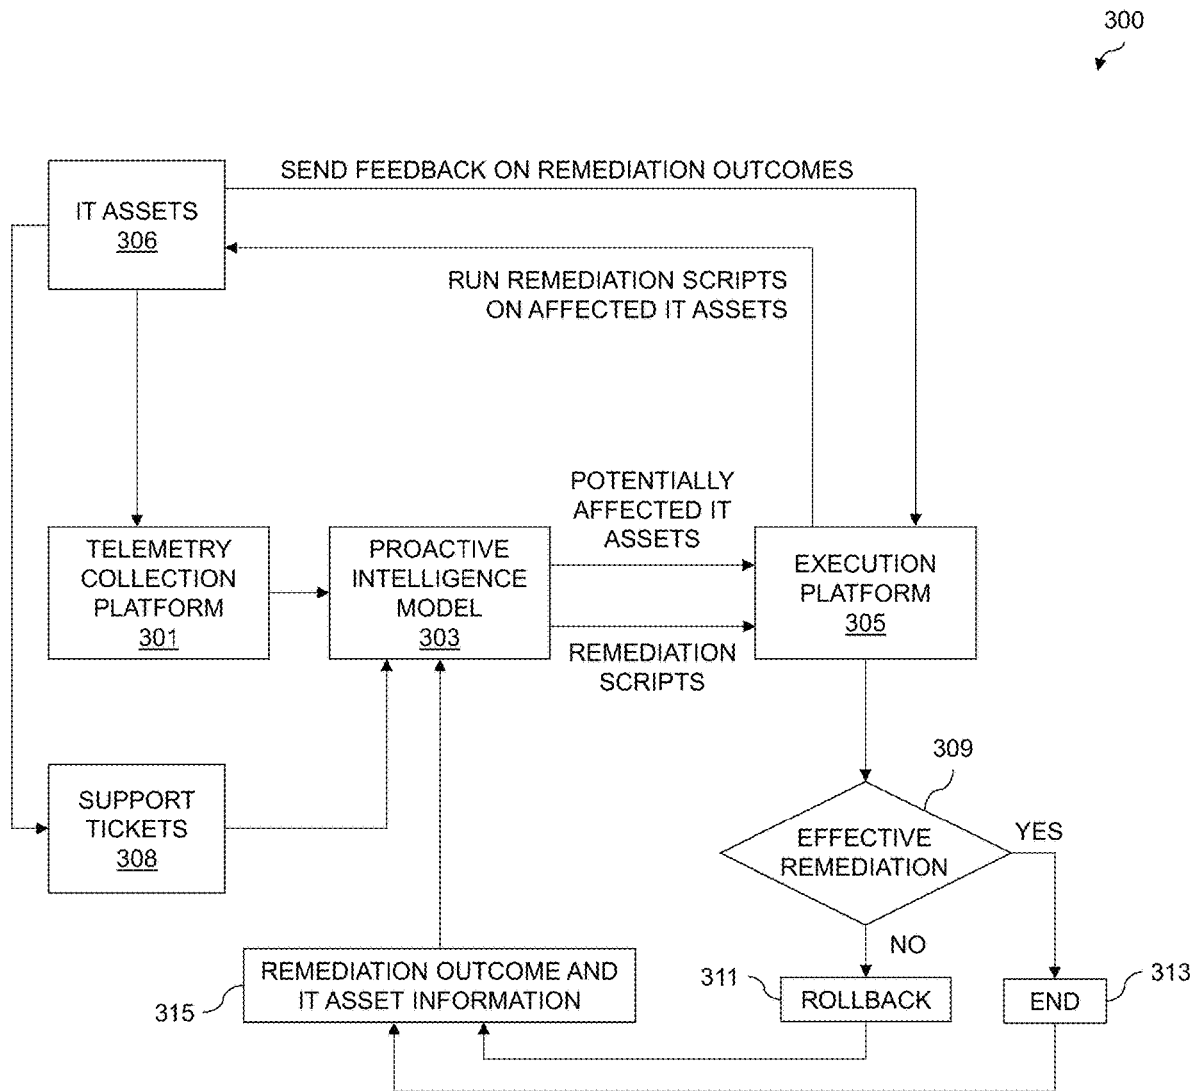 300
SEND FEEDBACK ON REMEDIATION OUTCOMES
IT ASSETS
306
RUN REMEDIATION SCRIPTS
ON AFFECTED IT ASSETS
POTENTIALLY
AFFECTED IT
ASSETS
TELEMETRY
COLLECTION
PLATFORM
301
PROACTIVE
INTELLIGENCE
MODEL
303
EXECUTION
PLATFORM
305
REMEDIATION
SCRIPTS
309
SUPPORT
TICKETS
308
EFFECTIVE
REMEDIATION
YES
NO
REMEDIATION OUTCOME AND
IT ASSET INFORMATION
315
311
ROLLBACK
END
313